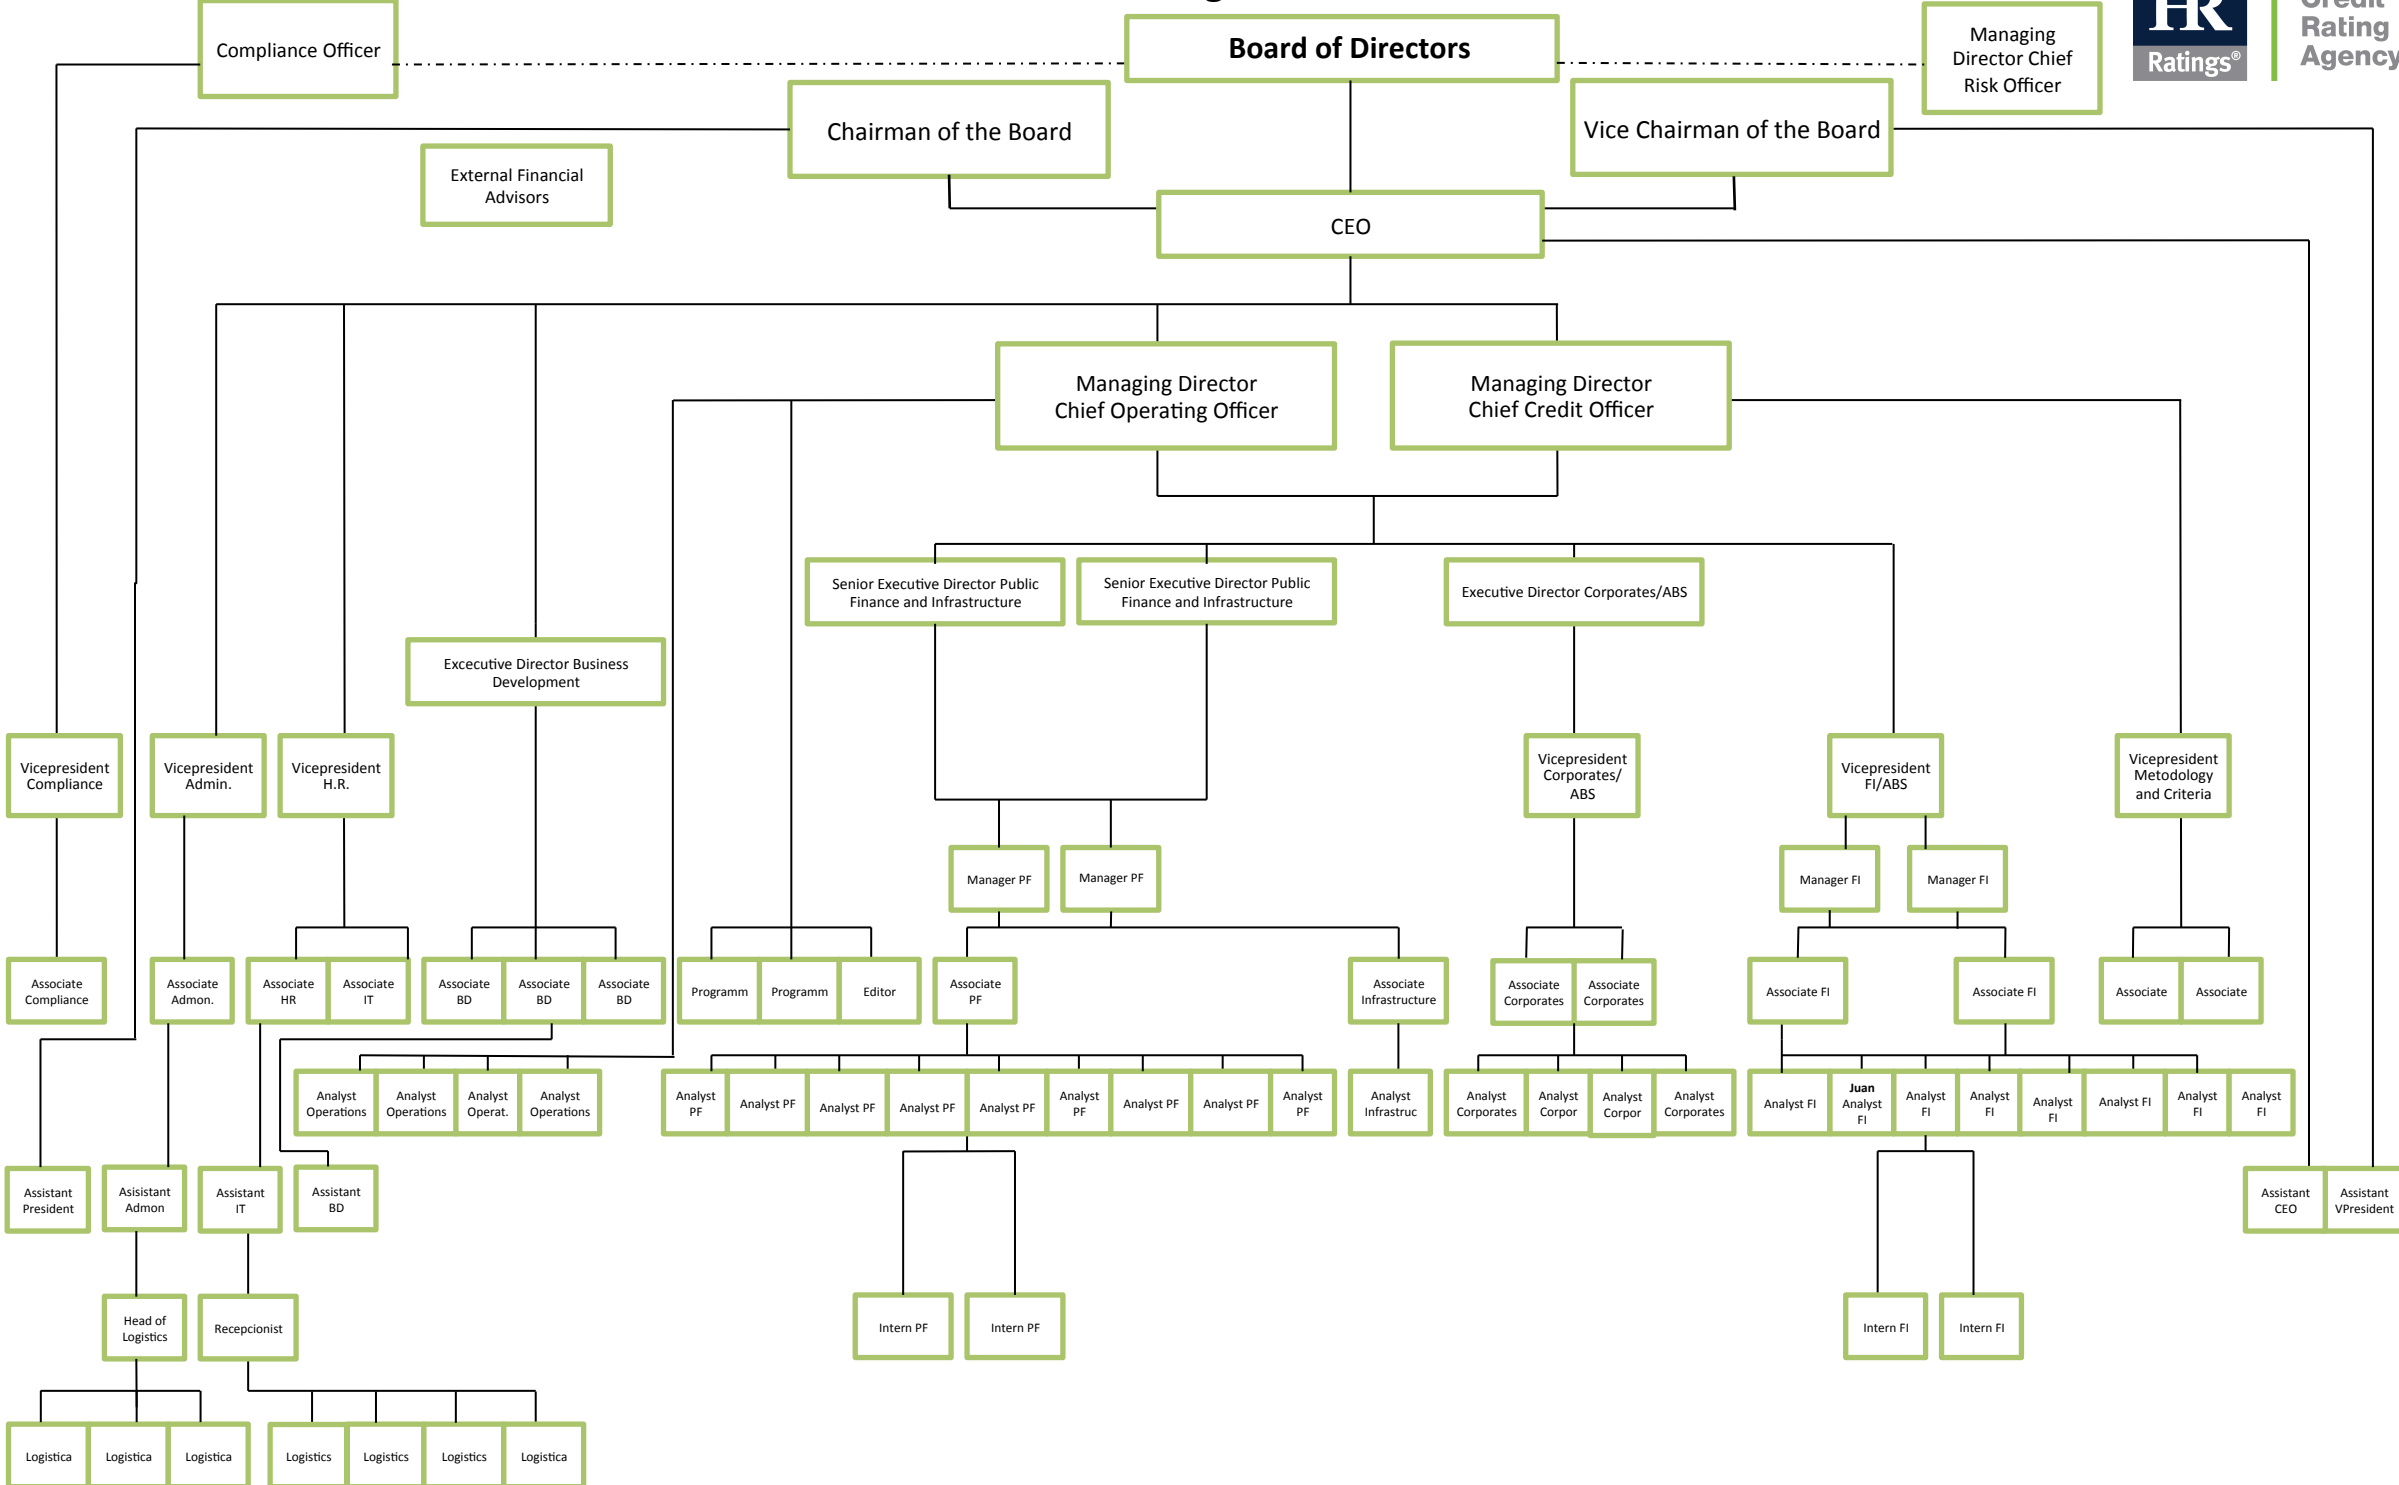 Compliance Officer
Board of Directors
Managing
Director Chief
Risk Officer
HR
Ratings®
Credit
Rating
Agency
Chairman of the Board
Vice Chairman of the Board
External Financial
Advisors
CEO
Managing Director
Chief Operating Officer
Managing Director
Chief Credit Officer
Senior Executive Director Public
Finance and Infrastructure
Senior Executive Director Public
Finance and Infrastructure
Executive Director Corporates/ABS
Excecutive Director Business
Development
Vicepresident
Compliance
Vicepresident
Admin.
Vicepresident
H.R.
Vicepresident
Corporates/
ABS
Vicepresident
FI/ABS
Vicepresident
Metodology
and Criteria
Manager PF
Manager PF
Manager FI
Manager FI
Associate
Compliance
Associate
Admon.
Associate
HR
Associate
IT
Associate
BD
Associate
BD
Associate
BD
Programm
Programm
Editor
Associate
PF
Associate
Infrastructure
Associate
Corporates
Associate
Corporates
Associate FI
Associate FI
Associate
Associate
Analyst
Operations
Analyst
Operations
Analyst
Operat.
Analyst
Operations
Analyst
PF
Analyst PF
Analyst PF
Analyst PF
Analyst PF
Analyst
PF
Analyst PF
Analyst PF
Analyst
PF
Analyst
Infrastruc
Analyst
Corporates
Analyst
Corpor
Analyst
Corpor
Analyst
Corporates
Analyst FI
Juan
Analyst
FI
Analyst
FI
Analyst
FI
Analyst
FI
Analyst FI
Analyst
FI
Analyst
FI
Assistant
President
Asisistant
Admon
Assistant
IT
Assistant
BD
Assistant
CEO
Assistant
VPresident
Head of
Logistics
Recepcionist
Intern PF
Intern PF
Intern FI
Intern FI
Logistica
Logistica
Logistica
Logistics
Logistics
Logistics
Logistica